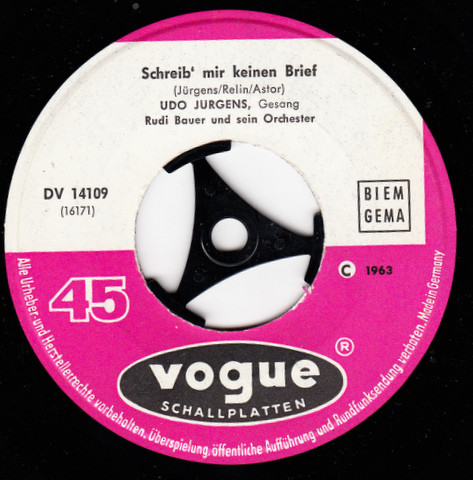 Schreib' mir keinen Brief
(Jürgens/Relin/Astor)
UDO JURGENS, Gesang
Rudi Bauer und sein Orchester
DV 14109
(16171)
BIEM
GEMA
C 1963
45
vogue ®
SCHALLPLATTEN
Alle Urheber- und Herstellerrechte vorbehalten. Überspielung, öffentliche Aufführung und Rundfunksendung verboten. Made in Germany